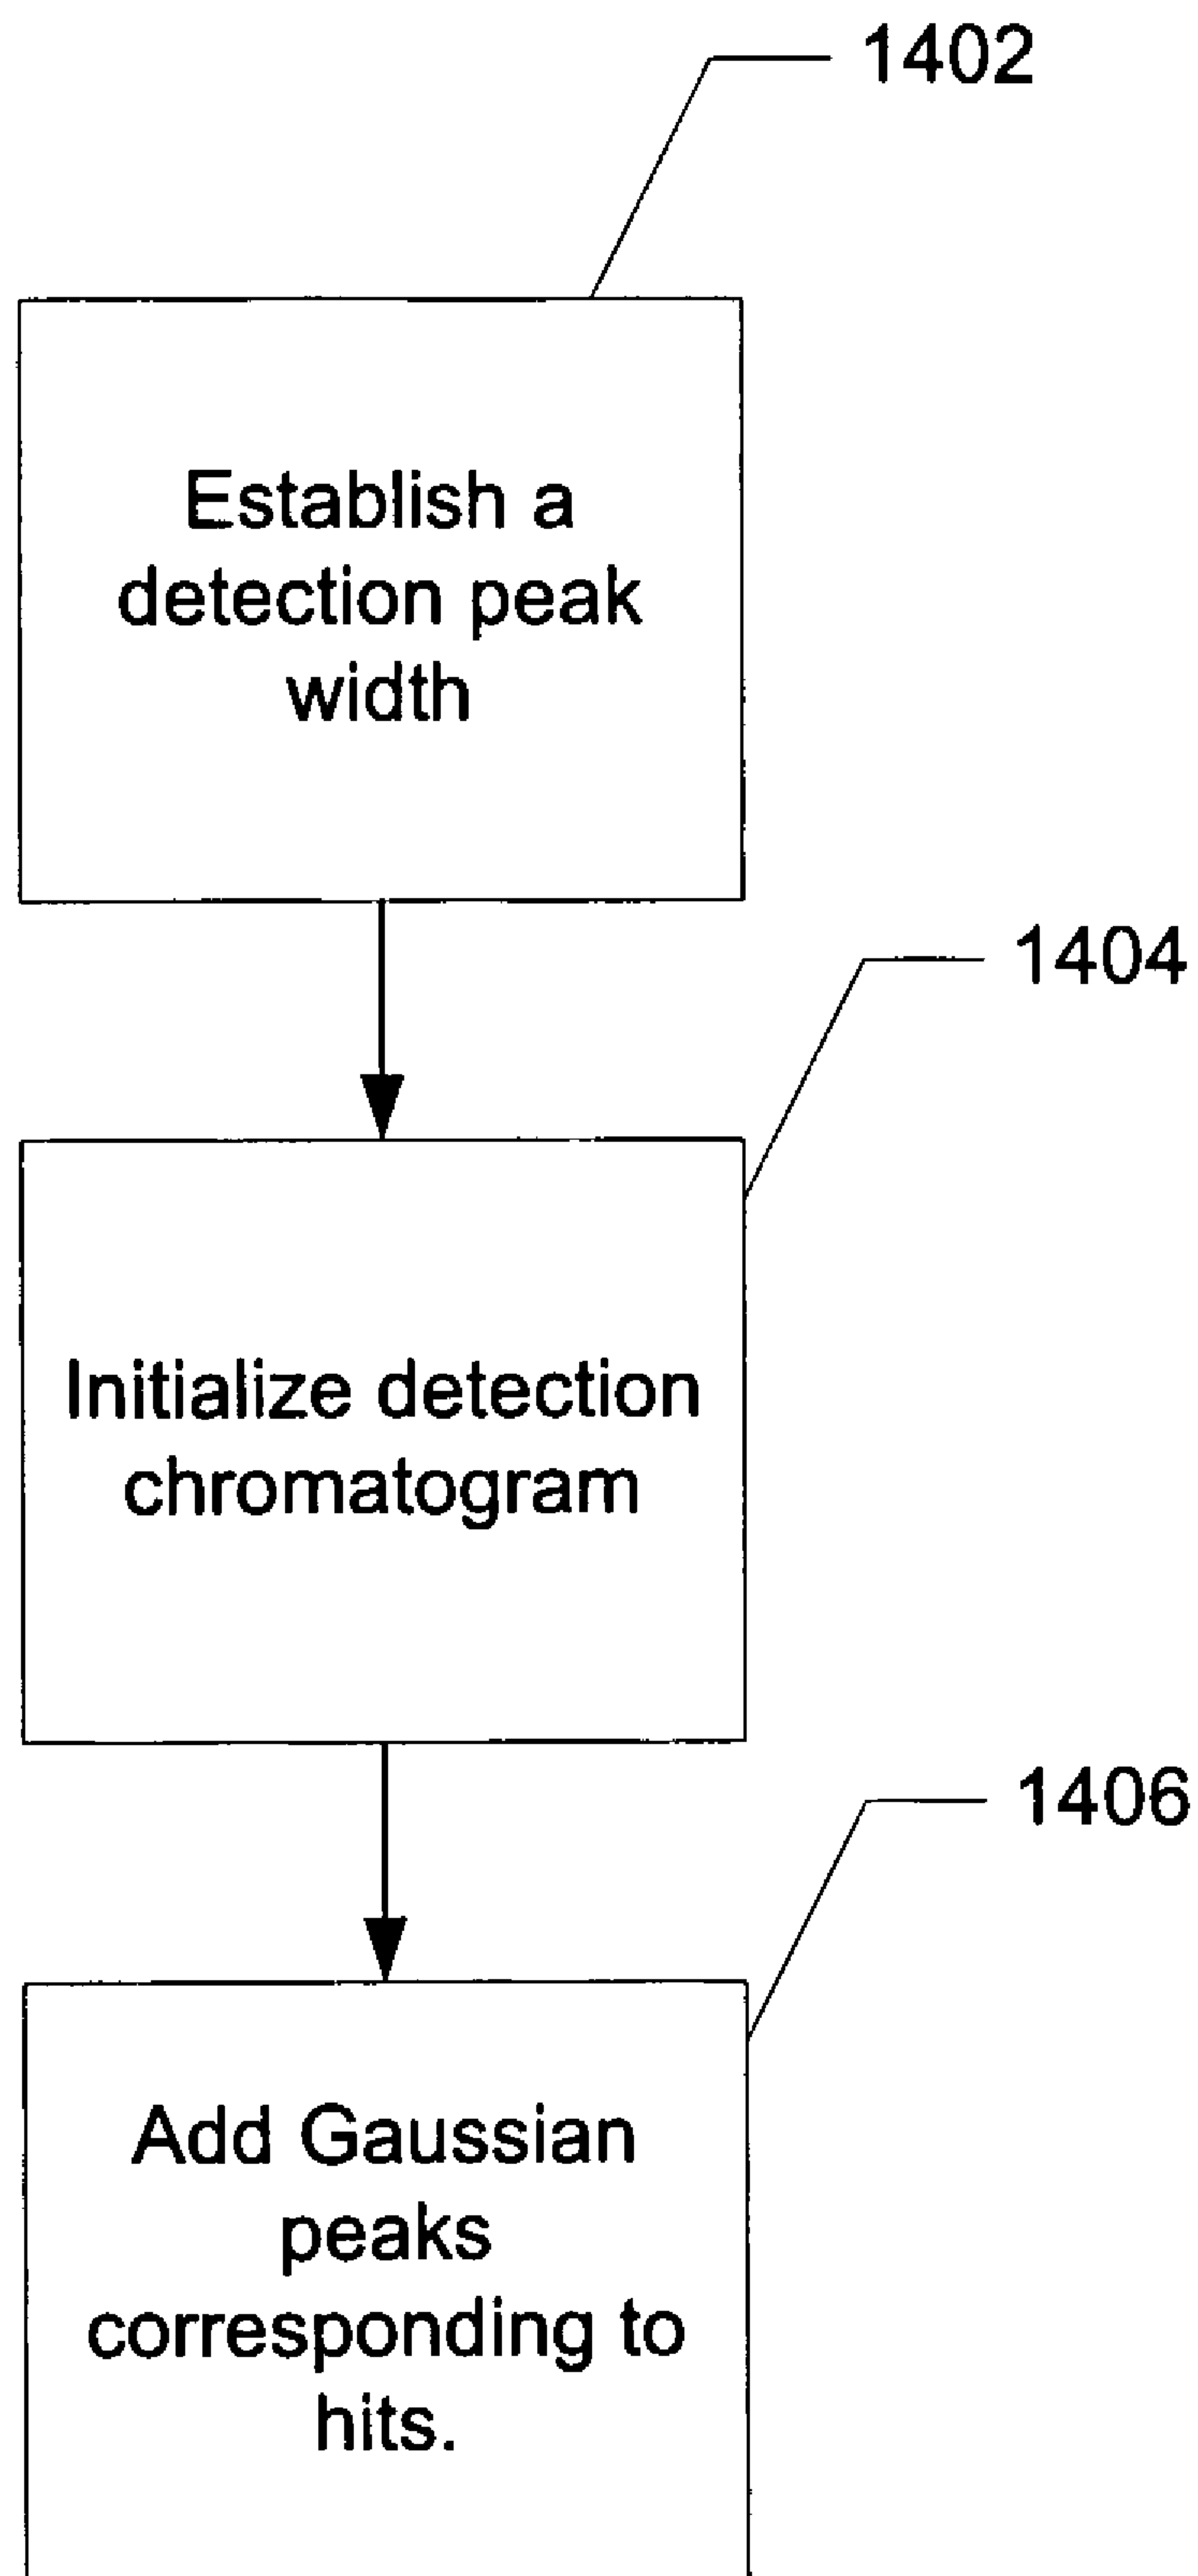 1402
Establish a
detection peak
width
1404
Initialize detection
chromatogram
1406
Add Gaussian
peaks
corresponding to
hits.